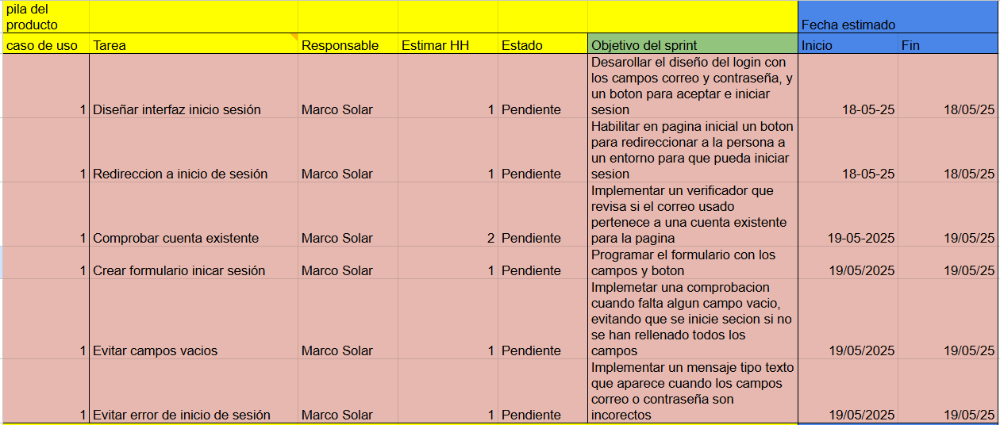 pila del
producto
Fecha estimado
caso de uso Tarea Responsable Estimar HH Estado Objetivo del sprint Inicio Fin
Desarollar el diseño del login con
los campos correo y contraseña, y
un boton para aceptar e iniciar
1 Diseñar interfaz inicio sesión Marco Solar 1 Pendiente sesion 18-05-25 18/05/25
Habilitar en pagina inicial un boton
para redireccionar a la persona a
un entorno para que pueda iniciar
1 Redireccion a inicio de sesión Marco Solar 1 Pendiente sesion 18-05-25 18/05/25
Implementar un verificador que
revisa si el correo usado
pertenece a una cuenta existente
1 Comprobar cuenta existente Marco Solar 2 Pendiente para la pagina 19-05-2025 19/05/25
Programar el formulario con los
1 Crear formulario inicar sesión Marco Solar 1 Pendiente campos y boton 19/05/2025 19/05/25
Implemetar una comprobacion
cuando falta algun campo vacio,
evitando que se inicie secion si no
se han rellenado todos los
1 Evitar campos vacios Marco Solar 1 Pendiente campos 19/05/2025 19/05/25
Implementar un mensaje tipo texto
que aparece cuando los campos
correo o contraseña son
1 Evitar error de inicio de sesión Marco Solar 1 Pendiente incorectos 19/05/2025 19/05/25